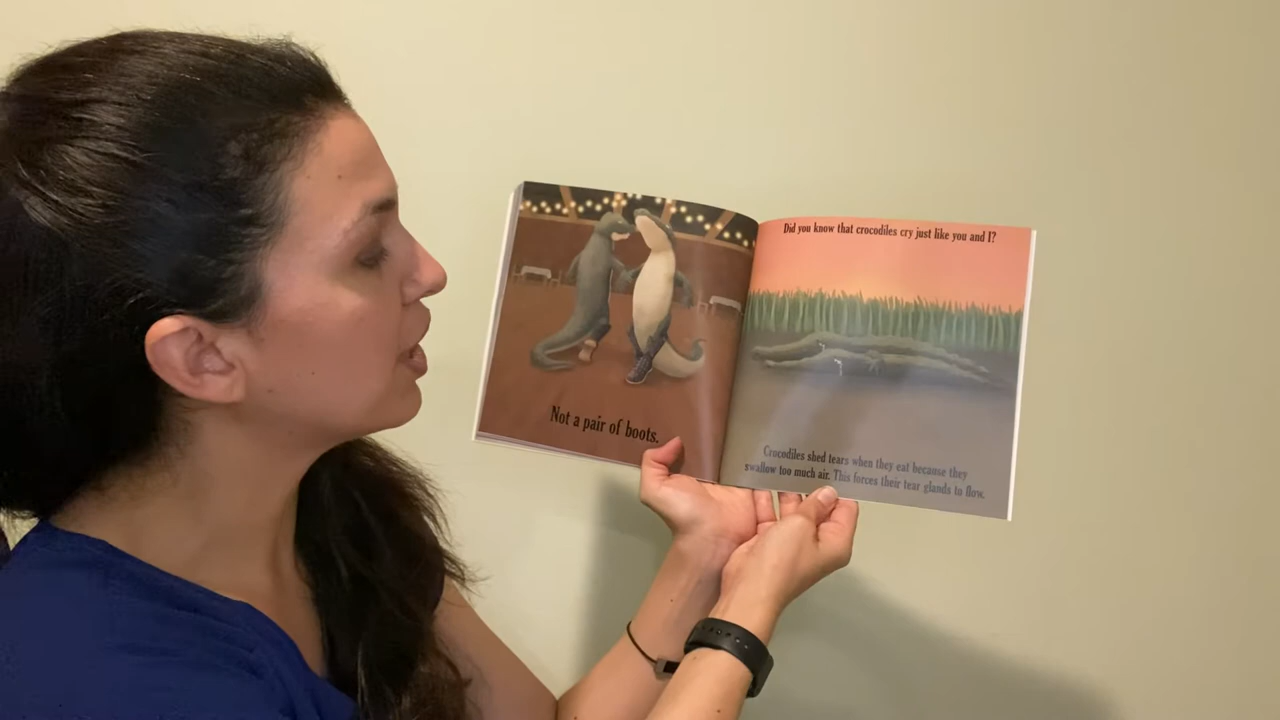 Not a pair of boots.
Did you know that crocodiles cry just like you and I?
Crocodiles shed tears when they eat because they
swallow too much air. This forces their tear glands to flow.